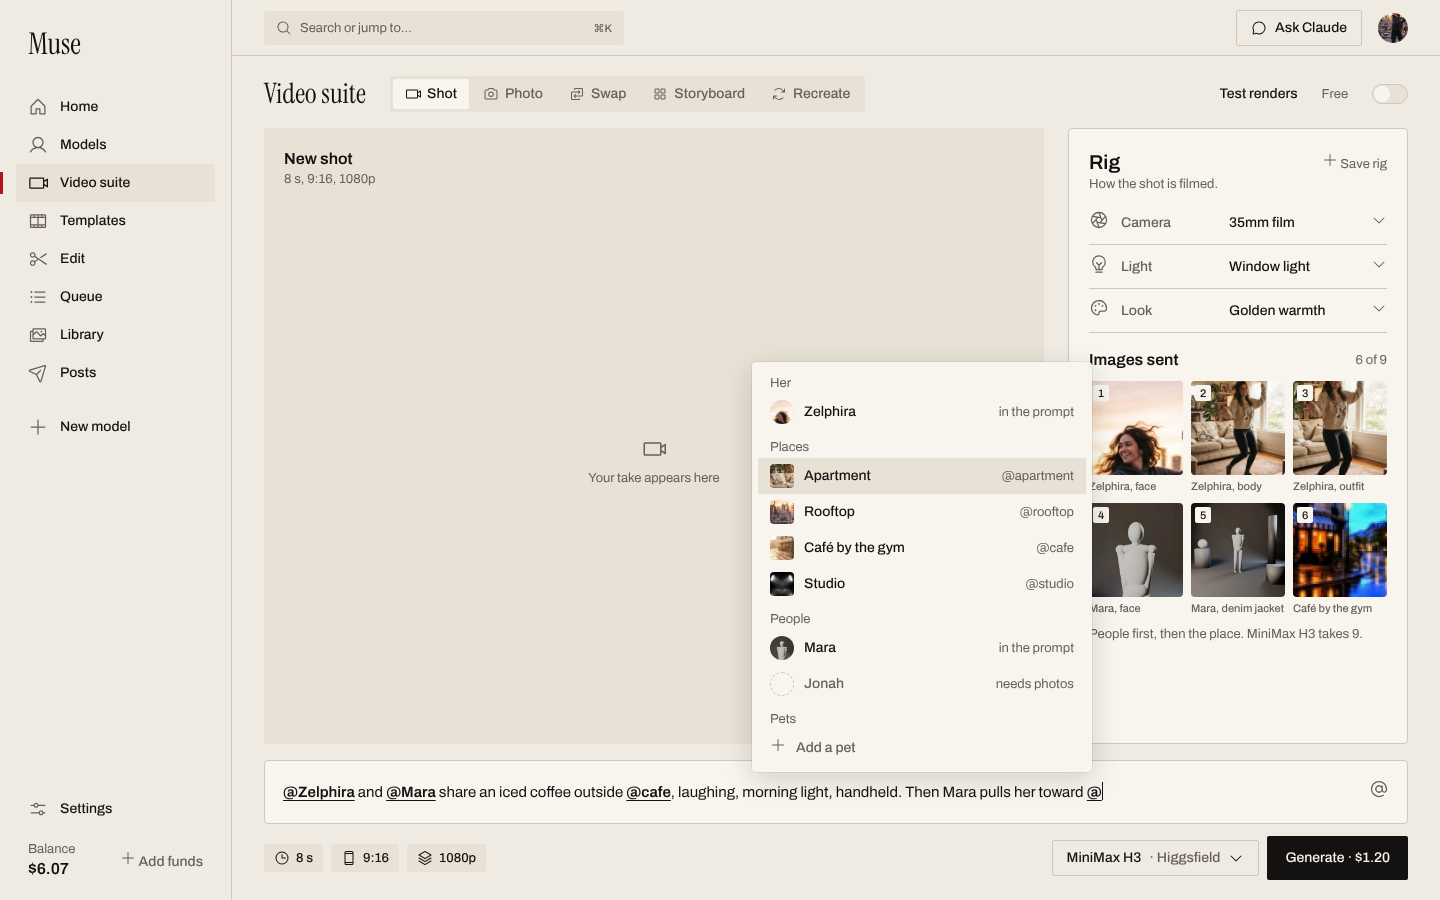 Muse
Search or jump to...
⌘K
Ask Claude
Home
Models
Video suite
Templates
Edit
Queue
Library
Posts
New model
Settings
Balance
$6.07
Add funds
Video suite
Shot
Photo
Swap
Storyboard
Recreate
Test renders
Free
New shot
8 s, 9:16, 1080p
Your take appears here
Rig
Save rig
How the shot is filmed.
Camera
35mm film
Light
Window light
Look
Golden warmth
Images sent
6 of 9
1
2
3
Zelphira, face
Zelphira, body
Zelphira, outfit
4
5
6
Mara, face
Mara, denim jacket
Café by the gym
People first, then the place. MiniMax H3 takes 9.
Her
Zelphira
in the prompt
Places
Apartment
@apartment
Rooftop
@rooftop
Café by the gym
@cafe
Studio
@studio
People
Mara
in the prompt
Jonah
needs photos
Pets
Add a pet
@Zelphira and @Mara share an iced coffee outside @cafe, laughing, morning light, handheld. Then Mara pulls her toward @
8 s
9:16
1080p
MiniMax H3 · Higgsfield
Generate · $1.20